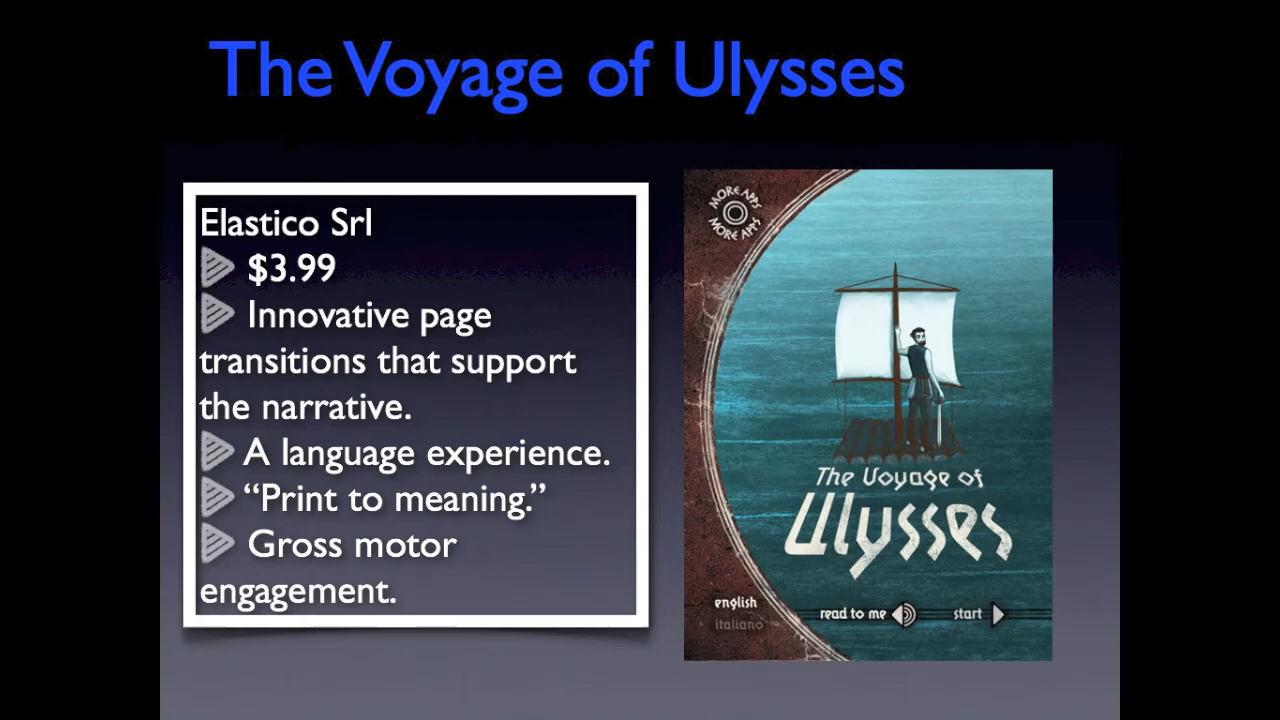 The Voyage of Ulysses
Elastico Srl
$3.99
Innovative page
transitions that support
the narrative.
A language experience.
“Print to meaning.”
Gross motor
engagement.
MORE APPS
MORE APPS
The Voyage of
Ulysses
english
italiano
read to me
start